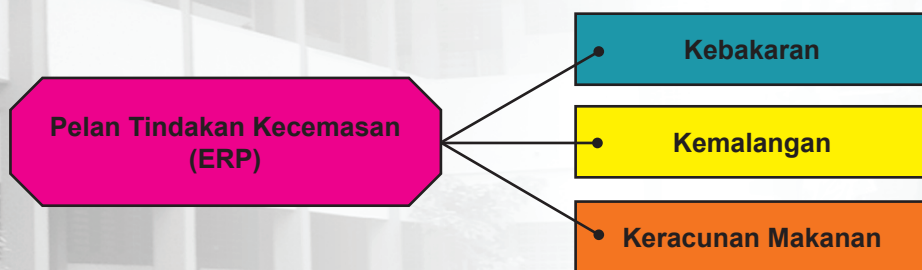 Kebakaran
Pelan Tindakan Kecemasan
(ERP)
Kemalangan
Keracunan Makanan